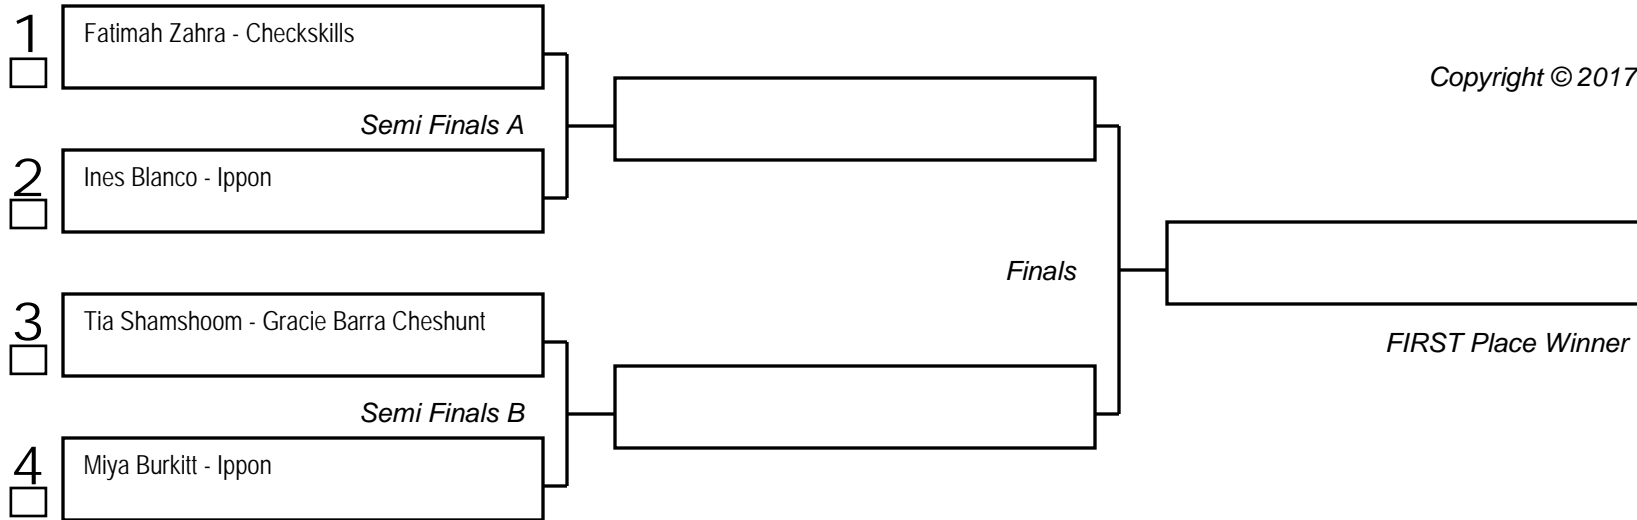 1
Fatimah Zahra - Checkskills
Copyright © 2017
Semi Finals A
2
Ines Blanco - Ippon
Finals
3
Tia Shamshoom - Gracie Barra Cheshunt
FIRST Place Winner
Semi Finals B
4
Miya Burkitt - Ippon